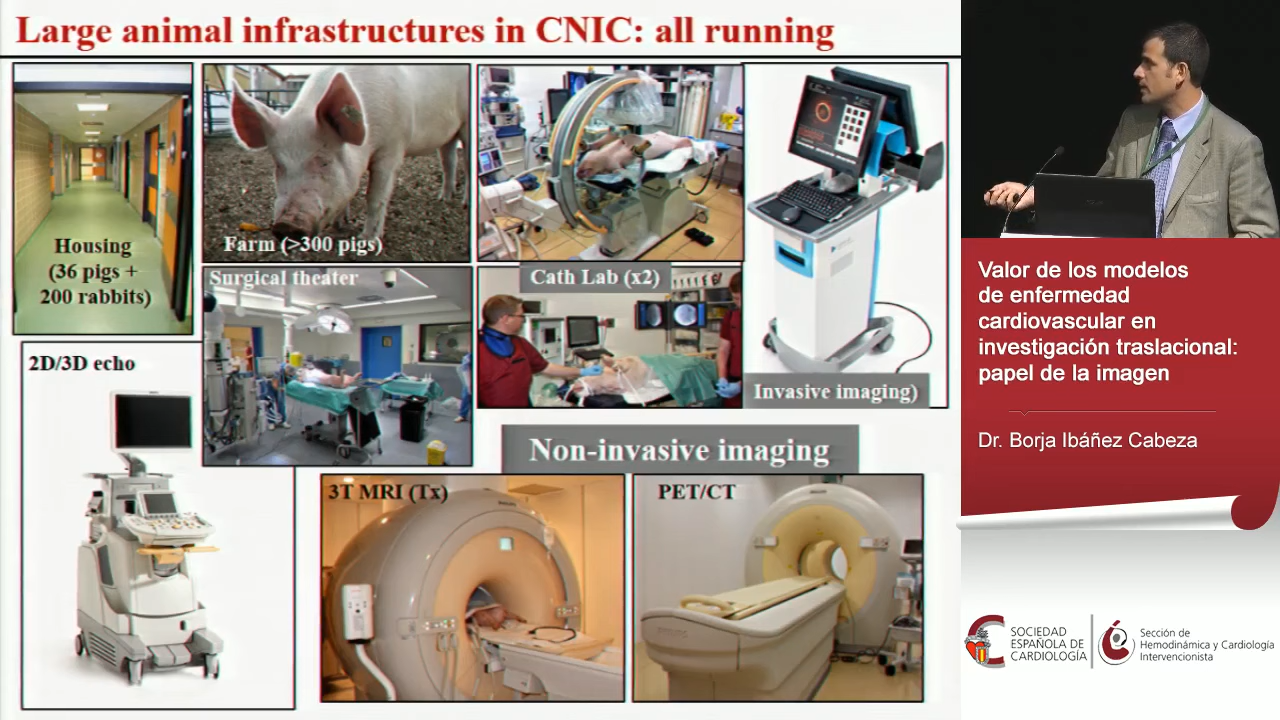 Large animal infrastructures in CNIC: all running
Housing
(36 pigs +
200 rabbits)
Farm (>300 pigs)
Surgical theater
Cath Lab (x2)
Invasive imaging)
2D/3D echo
Non-invasive imaging
3T MRI (Tx)
PET/CT
Valor de los modelos
de enfermedad
cardiovascular en
investigación traslacional:
papel de la imagen
Dr. Borja Ibáñez Cabeza
SOCIEDAD
ESPAÑOLA DE
CARDIOLOGÍA
Sección de
Hemodinámica y Cardiología
Intervencionista